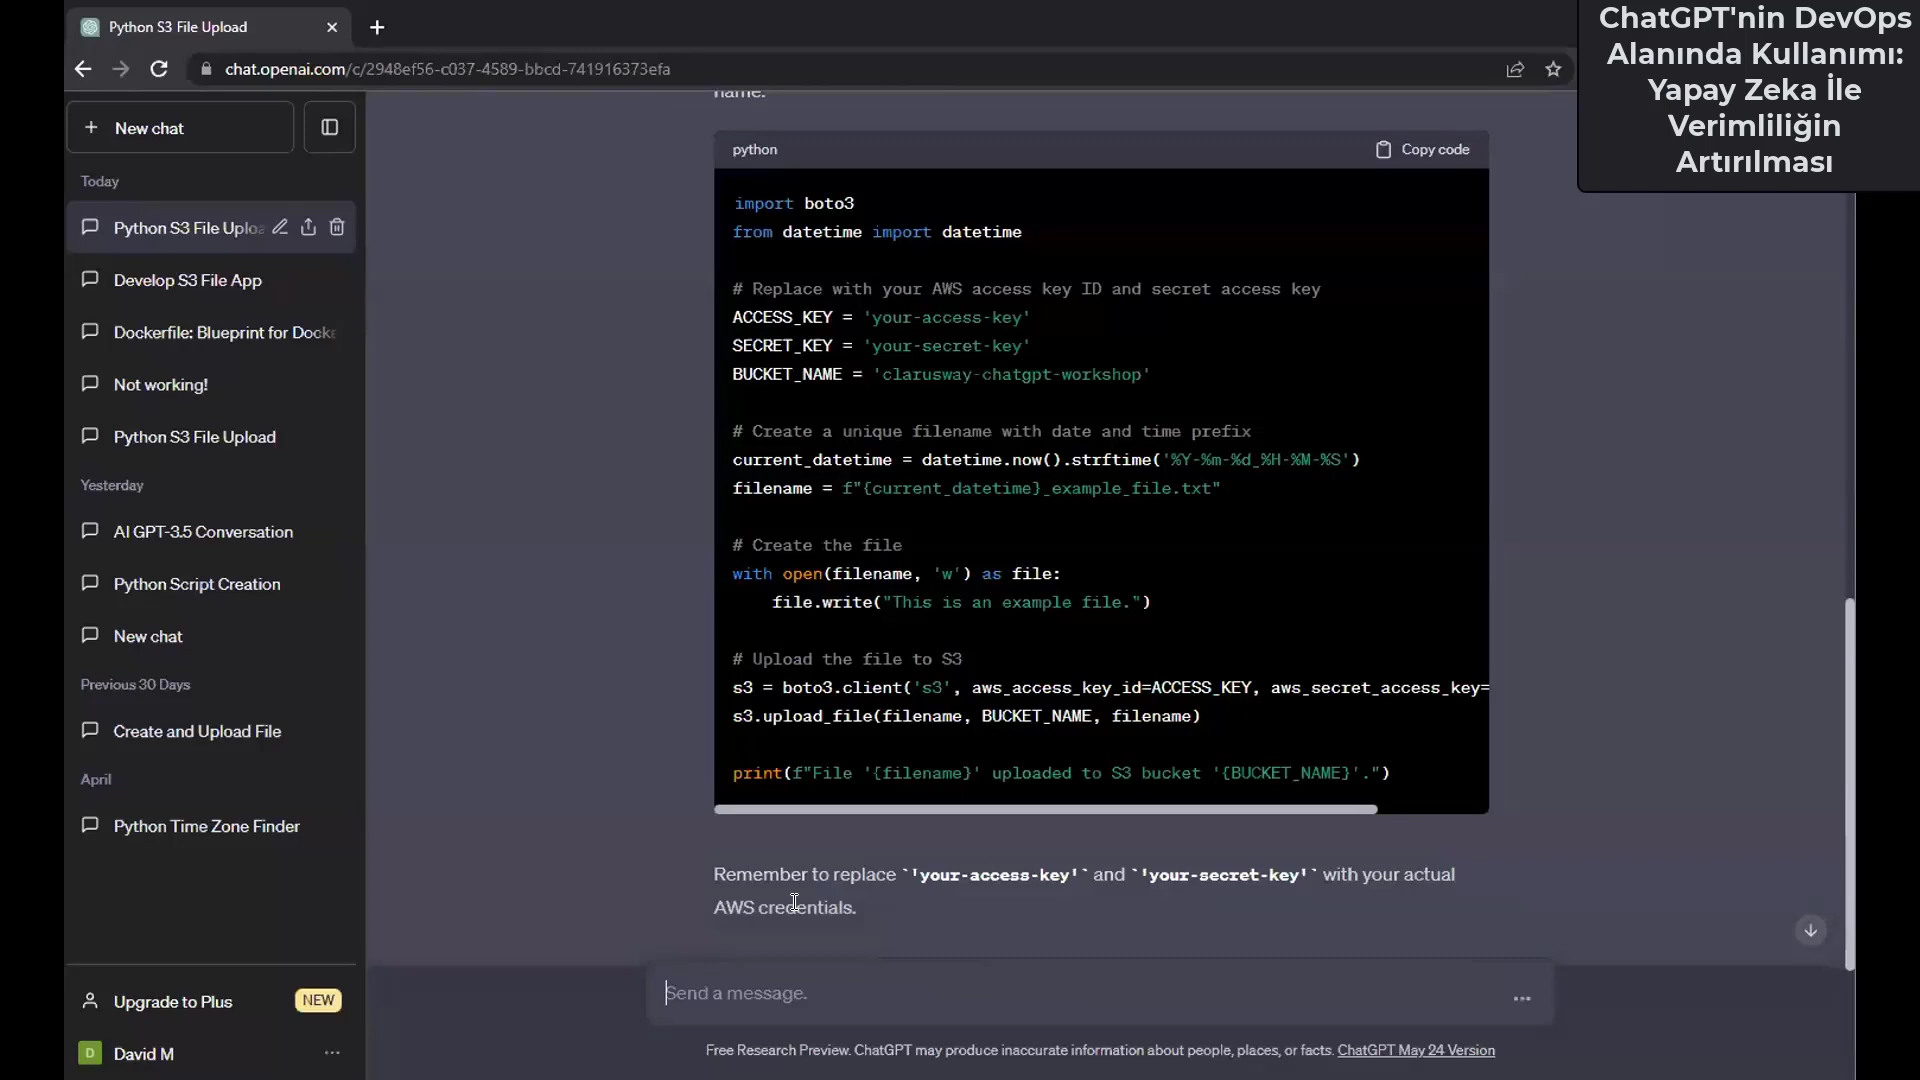 Python S3 File Upload
chat.openai.com/c/2948ef56-c037-4589-bbcd-741916373efa
ChatGPT'nin DevOps
Alanında Kullanımı:
Yapay Zeka İle
Verimliliğin
Artırılması
New chat
Today
Python S3 File Uploa
Develop S3 File App
Dockerfile: Blueprint for Docke
Not working!
Python S3 File Upload
Yesterday
AI GPT-3.5 Conversation
Python Script Creation
New chat
Previous 30 Days
Create and Upload File
April
Python Time Zone Finder
Upgrade to Plus
NEW
D
David M
name.
python
Copy code
import boto3
from datetime import datetime
# Replace with your AWS access key ID and secret access key
ACCESS_KEY = 'your-access-key'
SECRET_KEY = 'your-secret-key'
BUCKET_NAME = 'clarusway-chatgpt-workshop'
# Create a unique filename with date and time prefix
current_datetime = datetime.now().strftime('%Y-%m-%d_%H-%M-%S')
filename = f"{current_datetime}_example_file.txt"
# Create the file
with open(filename, 'w') as file:
    file.write("This is an example file.")
# Upload the file to S3
s3 = boto3.client('s3', aws_access_key_id=ACCESS_KEY, aws_secret_access_key=
s3.upload_file(filename, BUCKET_NAME, filename)
print(f"File '{filename}' uploaded to S3 bucket '{BUCKET_NAME}'.")
Remember to replace `'your-access-key'` and `'your-secret-key'` with your actual
AWS credentials.
Send a message.
Free Research Preview. ChatGPT may produce inaccurate information about people, places, or facts. ChatGPT May 24 Version